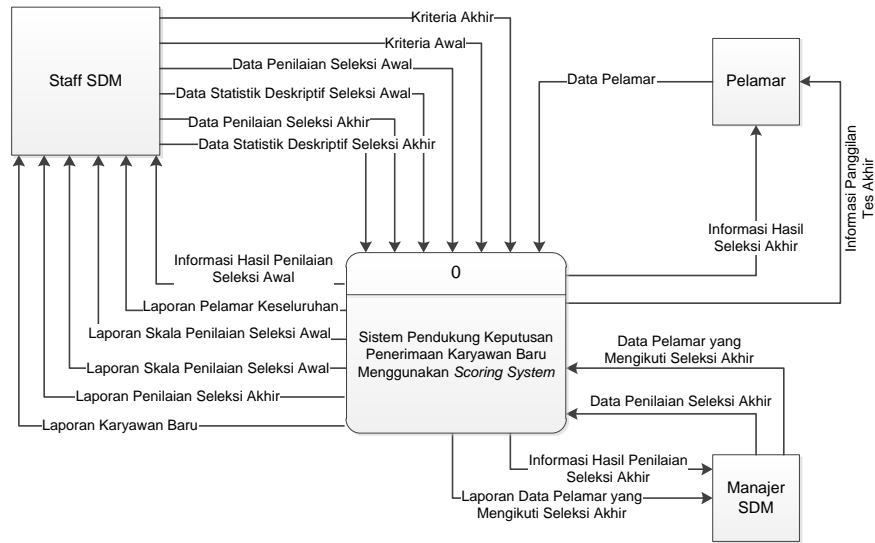 Kriteria Akhir
Kriteria Awal
Staff SDM
Data Penilaian Seleksi Awal
Data Statistik Deskriptif Seleksi Awal
Data Penilaian Seleksi Akhir
Data Statistik Deskriptif Seleksi Akhir
Data Pelamar
Pelamar
Informasi Panggilan
Tes Akhir
Informasi Hasil
Seleksi Akhir
Informasi Hasil Penilaian
Seleksi Awal
Laporan Pelamar Keseluruhan
Laporan Skala Penilaian Seleksi Awal
Laporan Skala Penilaian Seleksi Awal
Laporan Penilaian Seleksi Akhir
Laporan Karyawan Baru
0
Sistem Pendukung Keputusan
Penerimaan Karyawan Baru
Menggunakan Scoring System
Data Pelamar yang
Mengikuti Seleksi Akhir
Data Penilaian Seleksi Akhir
Informasi Hasil Penilaian
Seleksi Akhir
Laporan Data Pelamar yang
Mengikuti Seleksi Akhir
Manajer
SDM